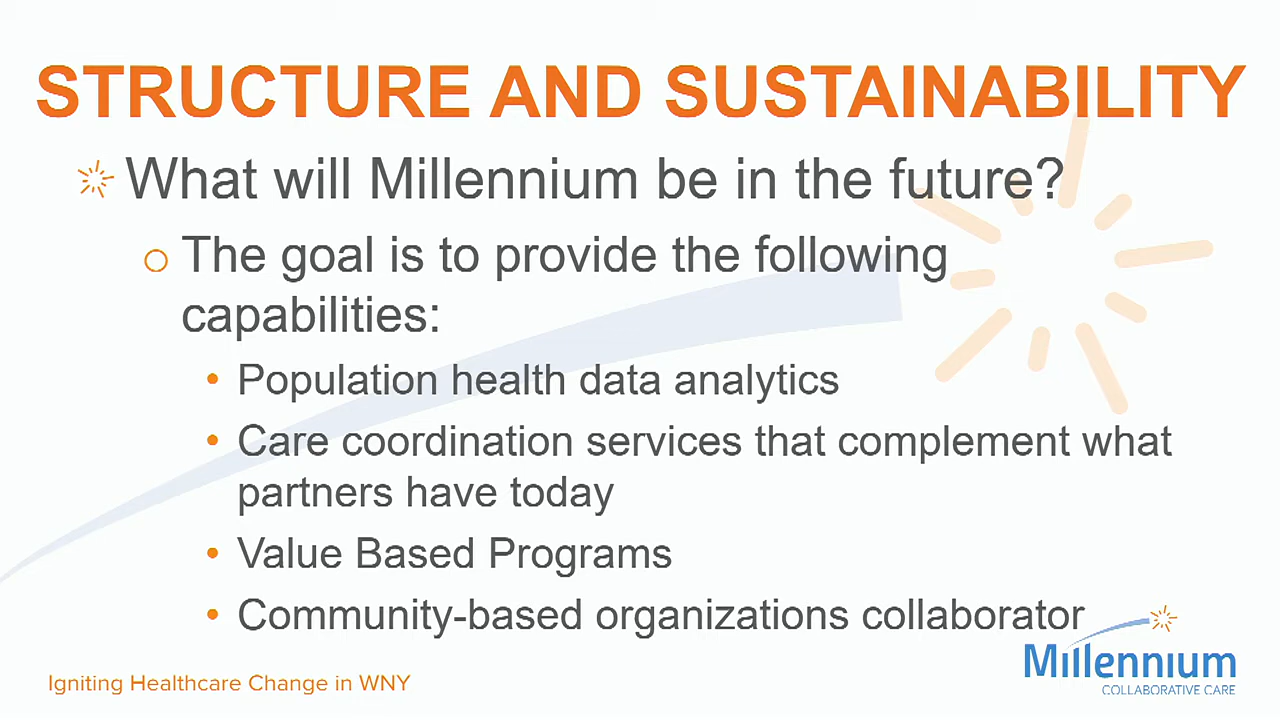 STRUCTURE AND SUSTAINABILITY
What will Millennium be in the future?
The goal is to provide the following
capabilities:
• Population health data analytics
• Care coordination services that complement what
partners have today
• Value Based Programs
• Community-based organizations collaborator
Millennium
COLLABORATIVE CARE
Igniting Healthcare Change in WNY